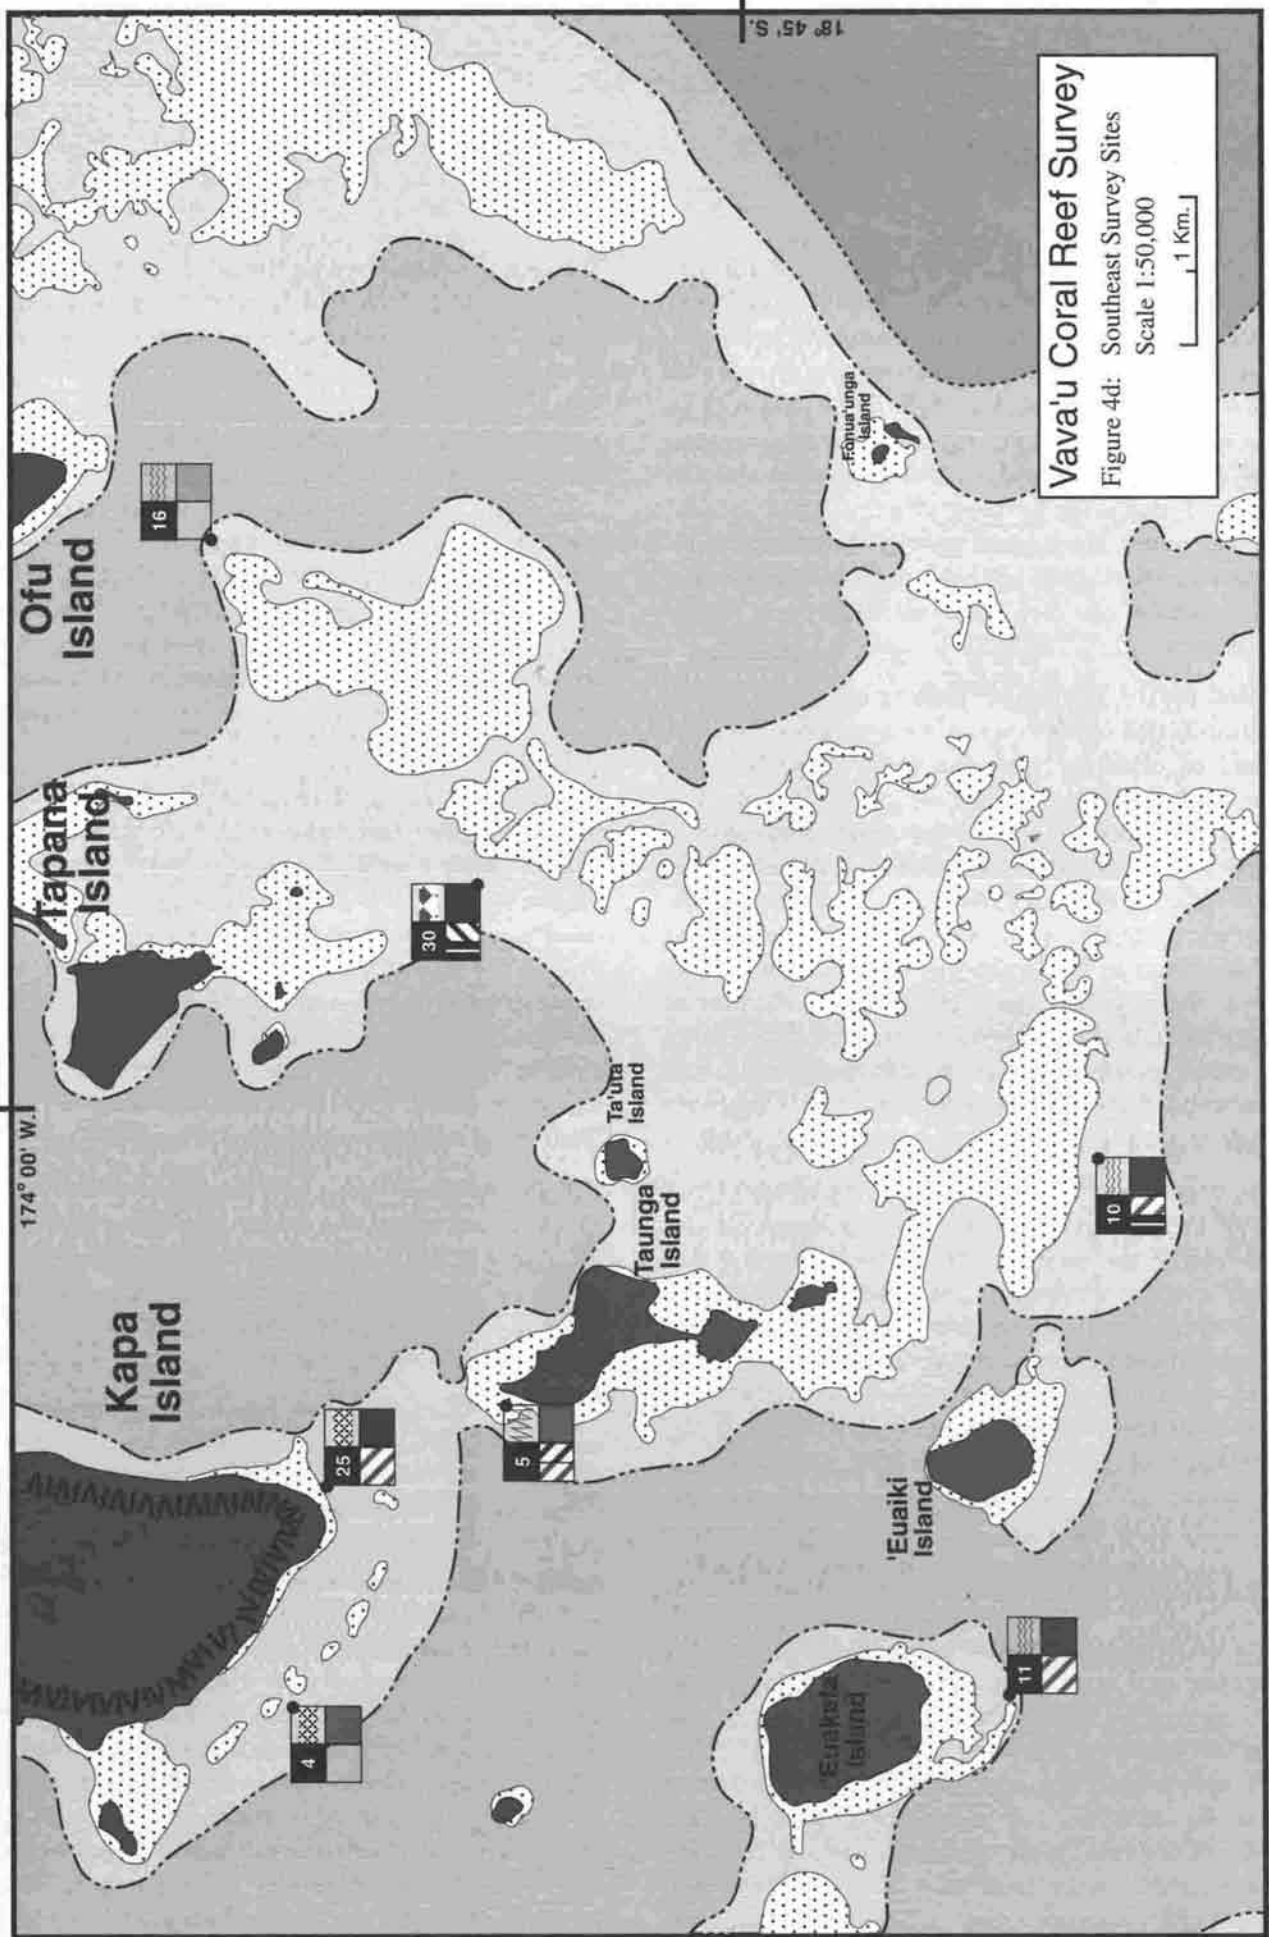 174° 00' W.
18° 45' S.
Ofu
Island
Tapana
Island
Kapa
Island
16
30
25
4
5
Ta'uta
Island
Taunga
Island
Fonua'unga
Island
10
'Euaiki
Island
'Euakafa
Island
11
Vava'u Coral Reef Survey
Figure 4d: Southeast Survey Sites
Scale 1:50,000
1 Km.